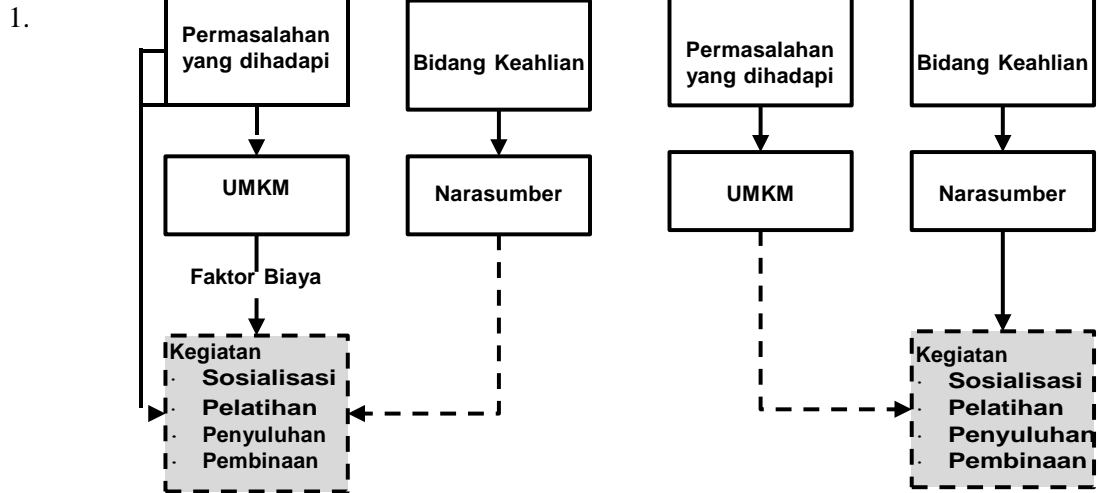 1.
Permasalahan
yang dihadapi
Bidang Keahlian
UMKM
Narasumber
Faktor Biaya
Kegiatan
· Sosialisasi
· Pelatihan
· Penyuluhan
· Pembinaan
Permasalahan
yang dihadapi
Bidang Keahlian
UMKM
Narasumber
Kegiatan
· Sosialisasi
· Pelatihan
· Penyuluhan
· Pembinaan